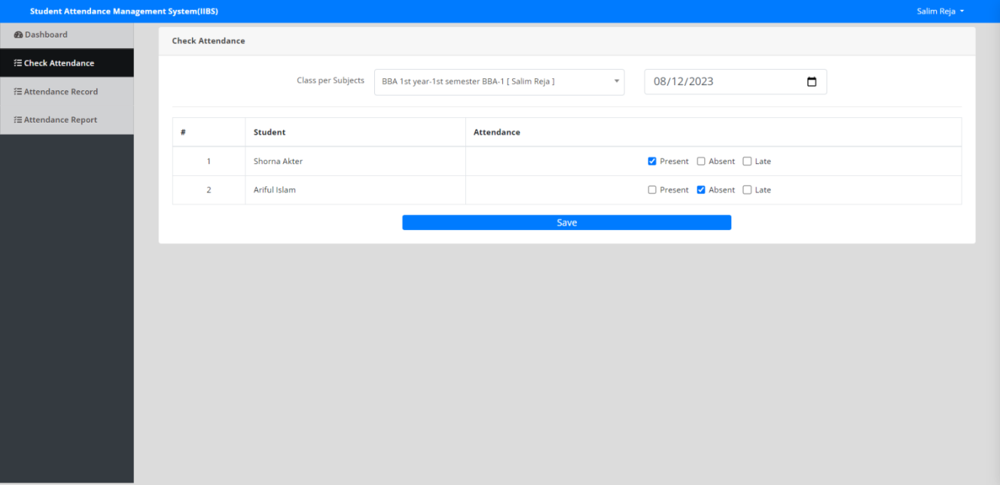 Student Attendance Management System(IIBS) Salim Reja
Dashboard
Check Attendance
Attendance Record
Attendance Report
Check Attendance
Class per Subjects BBA 1st year-1st semester BBA-1 [ Salim Reja ] 08/12/2023
# Student Attendance
1 Shorna Akter Present Absent Late
2 Ariful Islam Present Absent Late
Save